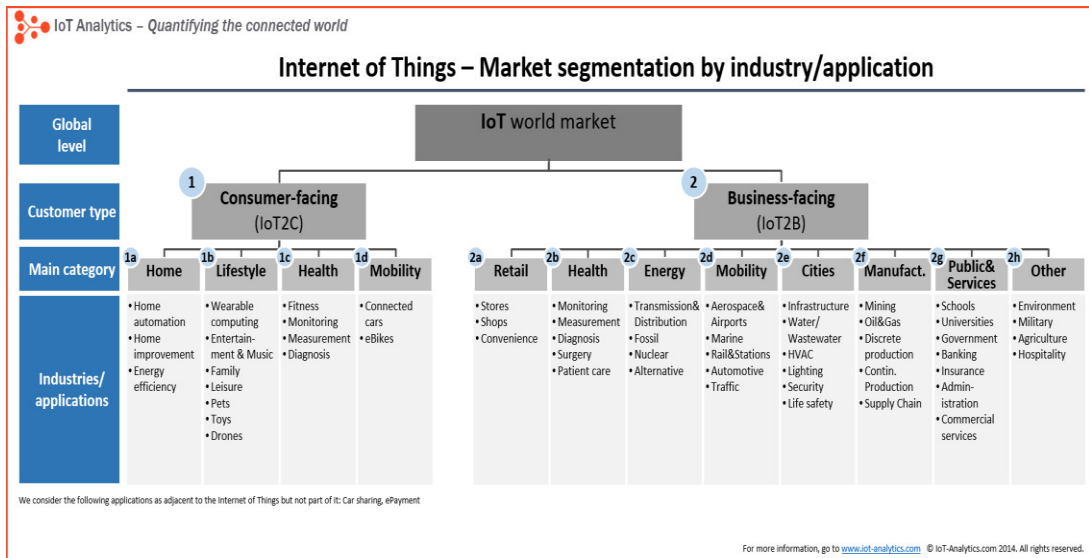 IoT Analytics – Quantifying the connected world
Internet of Things – Market segmentation by industry/application
Global
level
IoT world market
Customer type
1
Consumer-facing
(IoT2C)
2
Business-facing
(IoT2B)
Main category
1a
Home
1b
Lifestyle
1c
Health
1d
Mobility
2a
Retail
2b
Health
2c
Energy
2d
Mobility
2e
Cities
2f
Manufact.
2g
Public&
Services
2h
Other
Industries/
applications
• Home
automation
• Home
improvement
• Energy
efficiency
• Wearable
computing
• Entertain-
ment & Music
• Family
• Leisure
• Pets
• Toys
• Drones
• Fitness
• Monitoring
• Measurement
• Diagnosis
• Connected
cars
• eBikes
• Stores
• Shops
• Convenience
• Monitoring
• Measurement
• Diagnosis
• Surgery
• Patient care
• Transmission&
Distribution
• Fossil
• Nuclear
• Alternative
• Aerospace&
Airports
• Marine
• Rail&Stations
• Automotive
• Traffic
• Infrastructure
• Water/
Wastewater
• HVAC
• Lighting
• Security
• Life safety
• Mining
• Oil&Gas
• Discrete
production
• Contin.
Production
• Supply Chain
• Schools
• Universities
• Government
• Banking
• Insurance
• Admin-
istration
• Commercial
services
• Environment
• Military
• Agriculture
• Hospitality
We consider the following applications as adjacent to the Internet of Things but not part of it: Car sharing, ePayment
For more information, go to www.iot-analytics.com © IoT-Analytics.com 2014. All rights reserved.